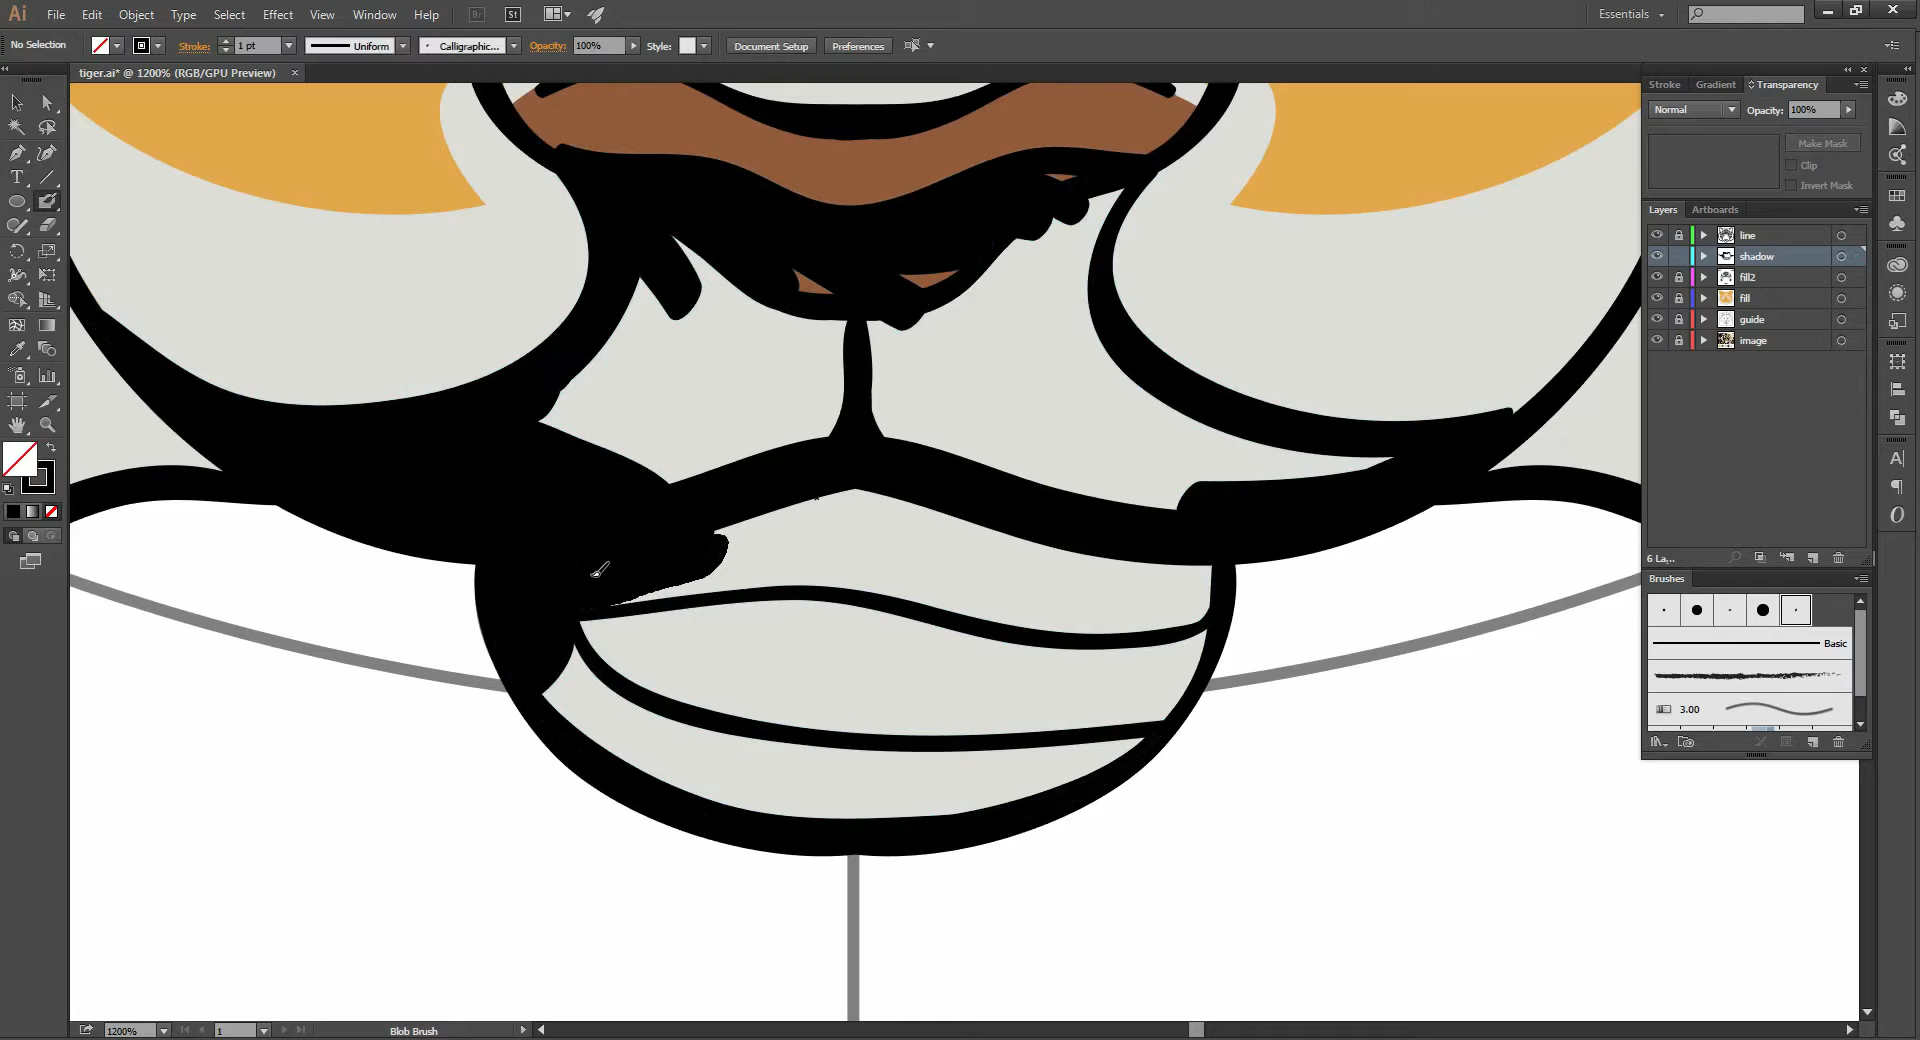 Ai File Edit Object Type Select Effect View Window Help Br St Essentials
No Selection Stroke: 1 pt Uniform Calligraphic... Opacity: 100% Style: Document Setup Preferences
tiger.ai* @ 1200% (RGB/GPU Preview)
Stroke Gradient Transparency
Normal Opacity: 100%
Make Mask
Clip
Invert Mask
Layers Artboards
line
shadow
fill2
fill
guide
image
6 La...
Brushes
Basic
3.00
1200% 1 Blob Brush